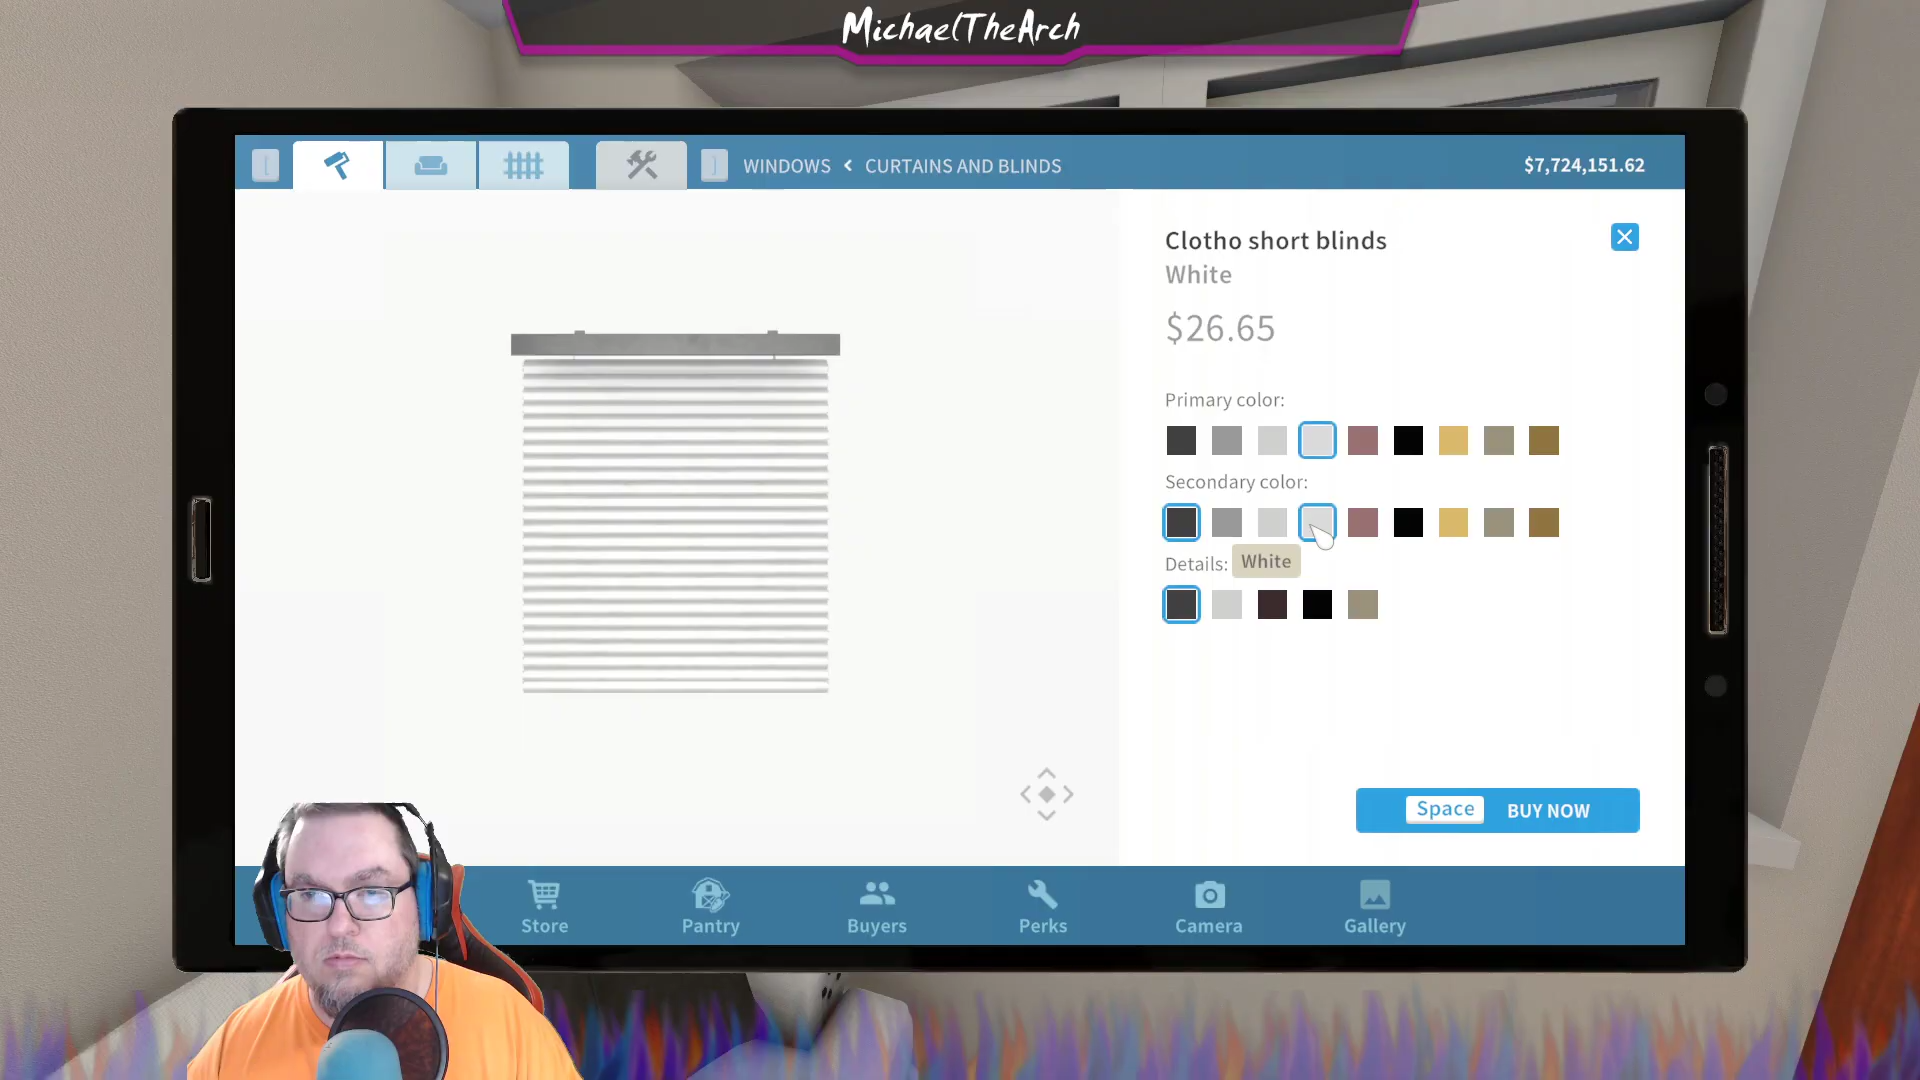 MichaelTheArch
[
]
WINDOWS < CURTAINS AND BLINDS
$7,724,151.62
Clotho short blinds
White
$26.65
Primary color:
Secondary color:
Details:
White
Space BUY NOW
Store
Pantry
Buyers
Perks
Camera
Gallery